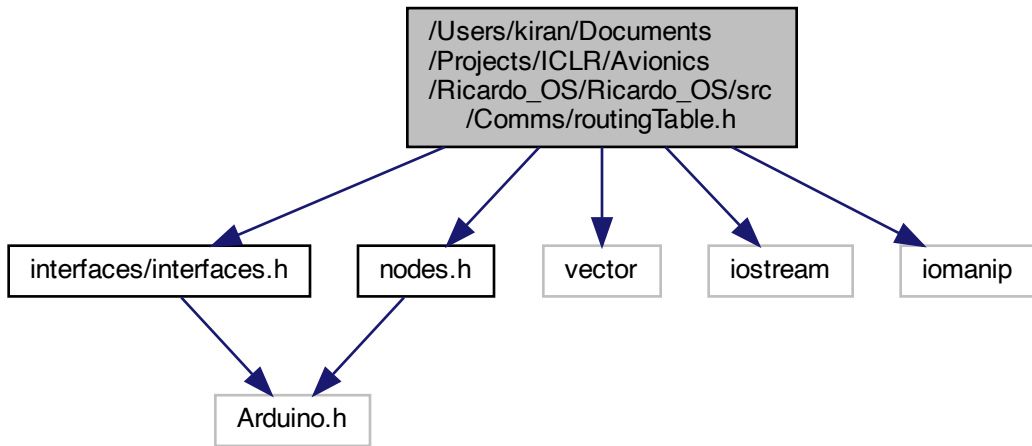 /Users/kiran/Documents
/Projects/ICLR/Avionics
/Ricardo_OS/Ricardo_OS/src
/Comms/routingTable.h
interfaces/interfaces.h
nodes.h
vector
iostream
iomanip
Arduino.h